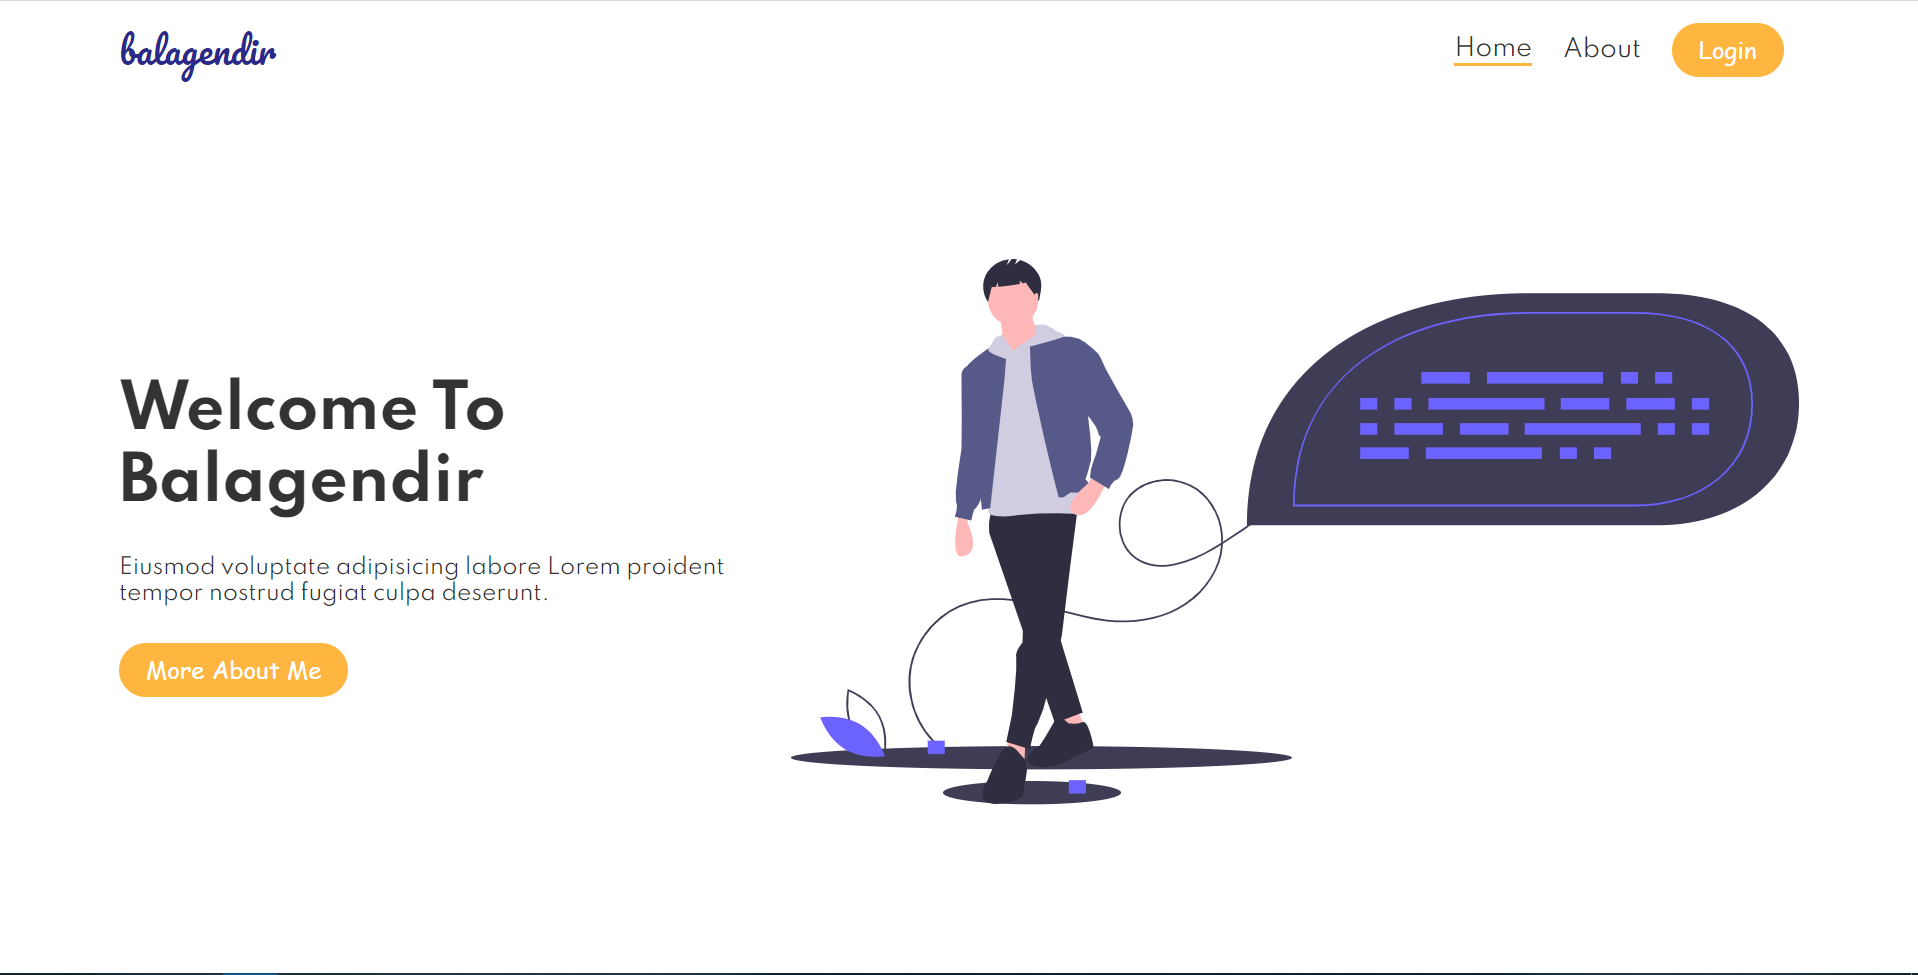 balagendir
Home About Login
Welcome To
Balagendir
Eiusmod voluptate adipisicing labore Lorem proident
tempor nostrud fugiat culpa deserunt.
More About Me